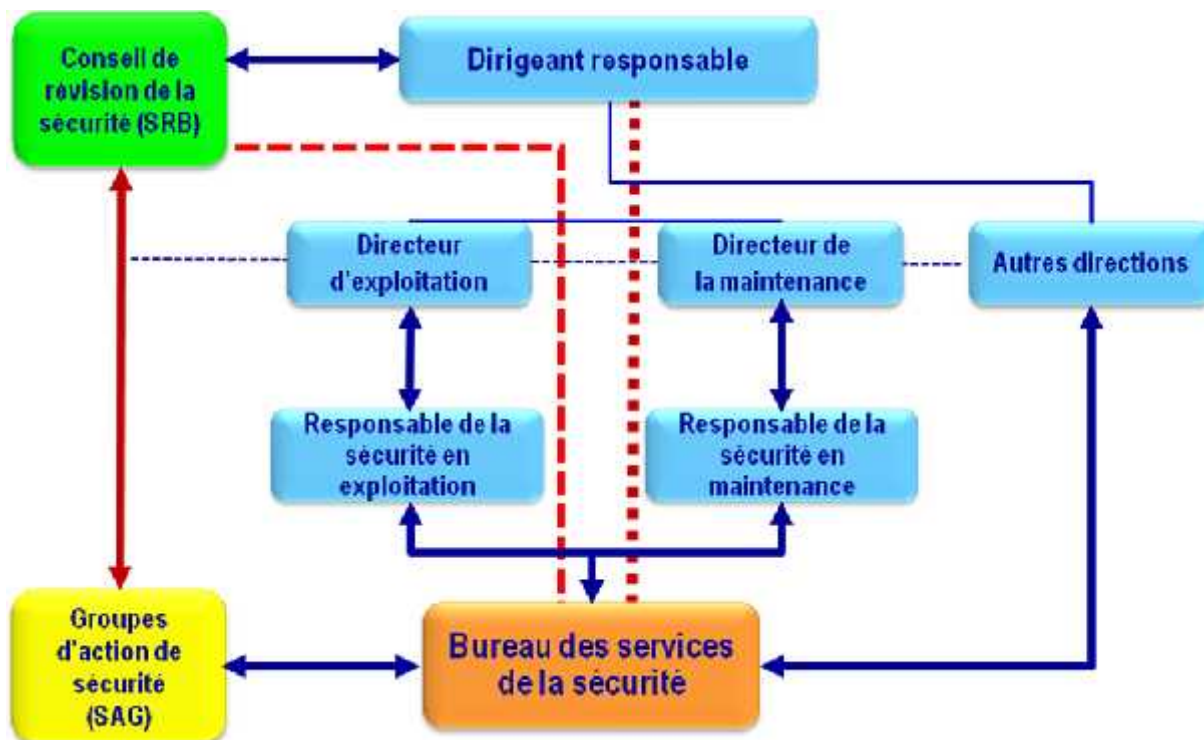 Conseil de
révision de la
sécurité (SRB)
Dirigeant responsable
Directeur
d'exploitation
Directeur de
la maintenance
Autres directions
Responsable de la
sécurité en
exploitation
Responsable de la
sécurité en
maintenance
Groupes
d'action de
sécurité
(SAG)
Bureau des services
de la sécurité